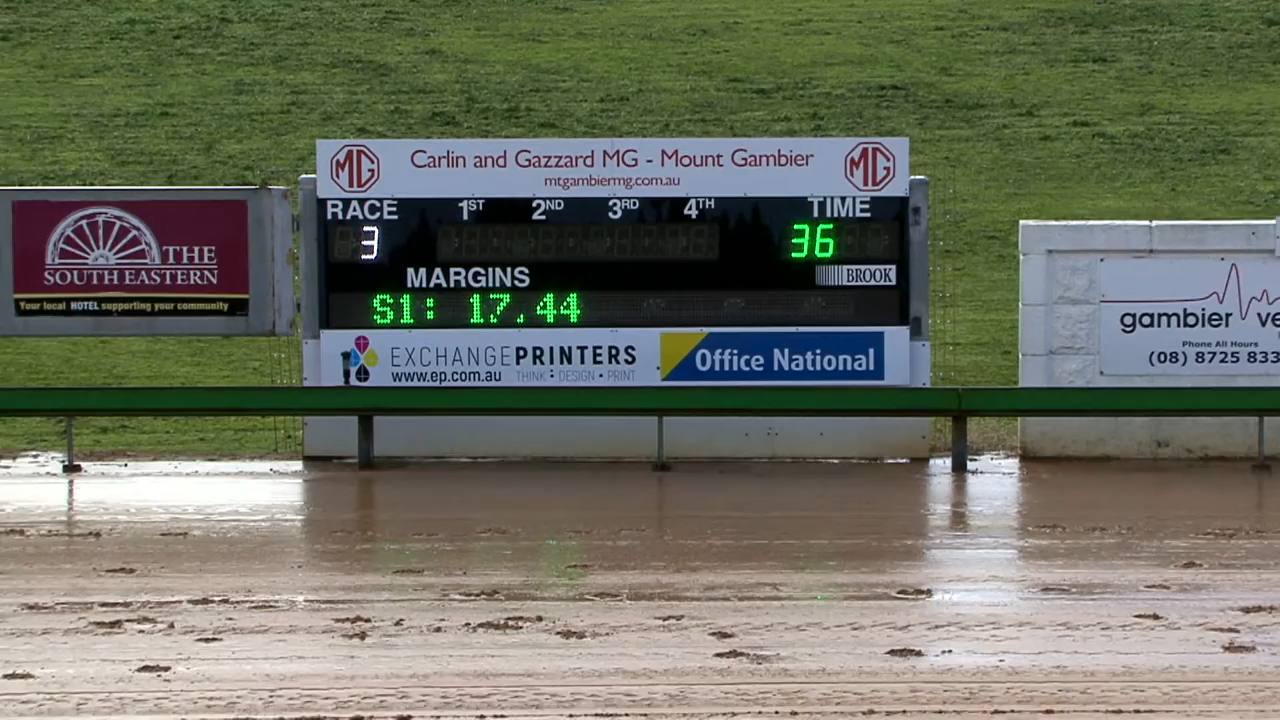 MG Carlin and Gazzard MG - Mount Gambier MG
mtgambiermg.com.au
RACE 1ST 2ND 3RD 4TH TIME
3 36
MARGINS BROOK
S1: 17.44
EXCHANGEPRINTERS
www.ep.com.au THINK : DESIGN • PRINT
Office National
THE
SOUTH EASTERN
Your local HOTEL supporting your community
gambier ve
Phone All Hours
(08) 8725 833